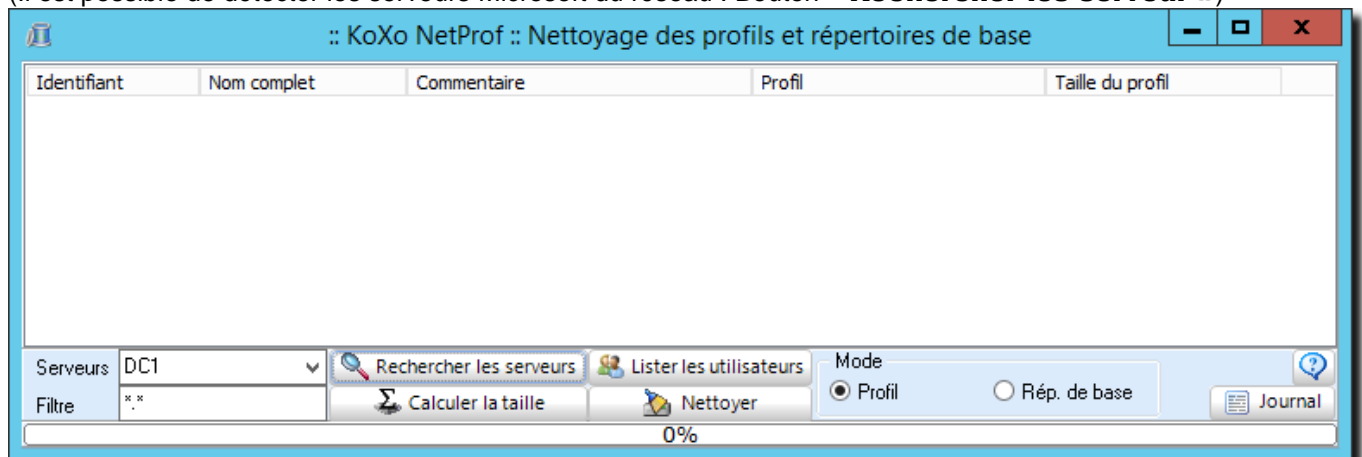 :: KoXo NetProf :: Nettoyage des profils et répertoires de base
Identifiant Nom complet Commentaire Profil Taille du profil
Serveurs DC1 Rechercher les serveurs Lister les utilisateurs Mode
Filtre *.* Calculer la taille Nettoyer Profil Rép. de base Journal
0%